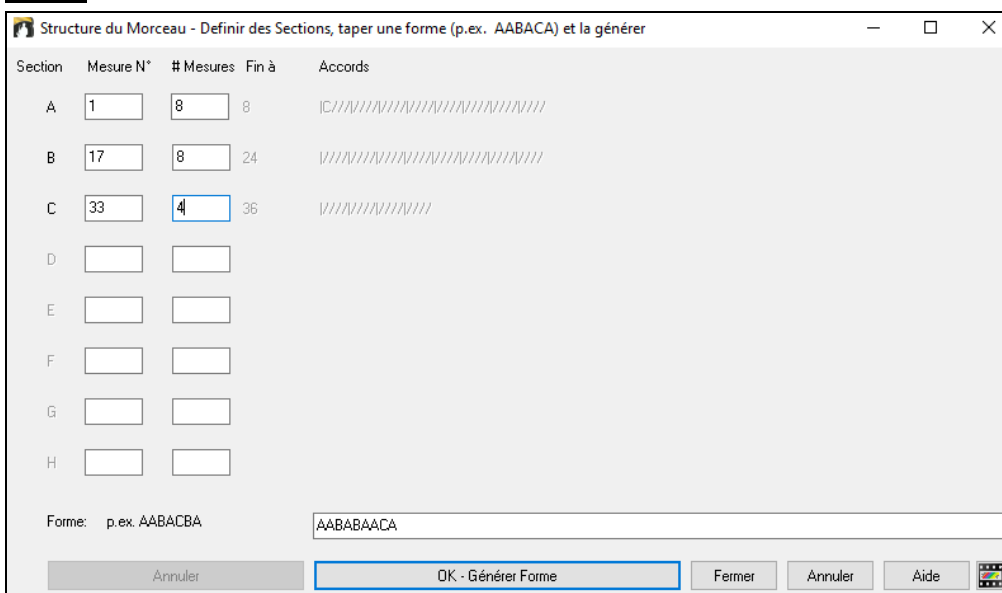 Structure du Morceau - Definir des Sections, taper une forme (p.ex. AABACA) et la générer
Section Mesure N° # Mesures Fin à Accords
A 1 8 8 |C///|////|////|////|////|////|////|////
B 17 8 24 |////|////|////|////|////|////|////|////
C 33 4 36 |////|////|////|////
D
E
F
G
H
Forme: p.ex. AABACBA AABABAACA
Annuler OK - Générer Forme Fermer Annuler Aide